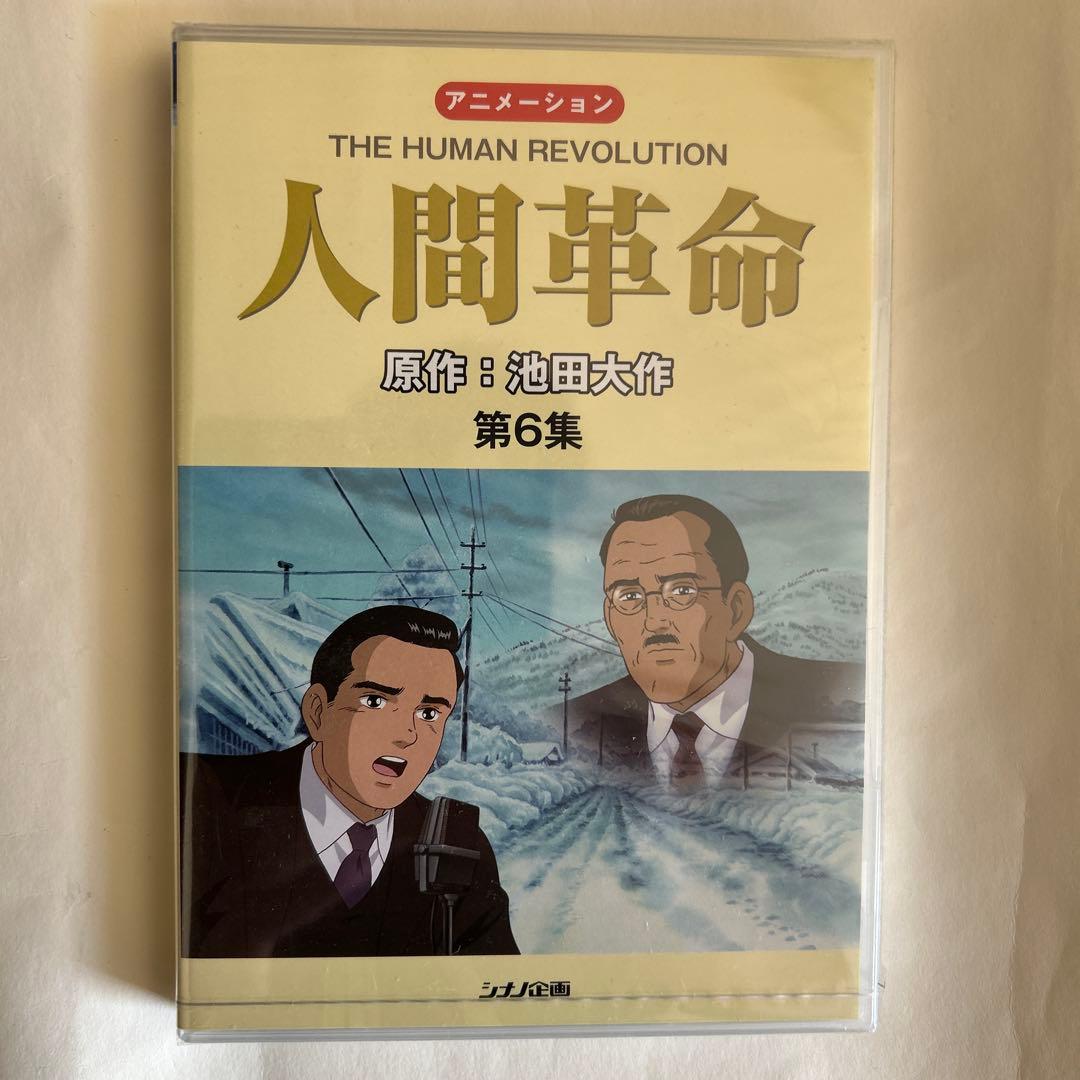 アニメーション
THE HUMAN REVOLUTION
人間革命
原作：池田大作
第6集
シナノ企画